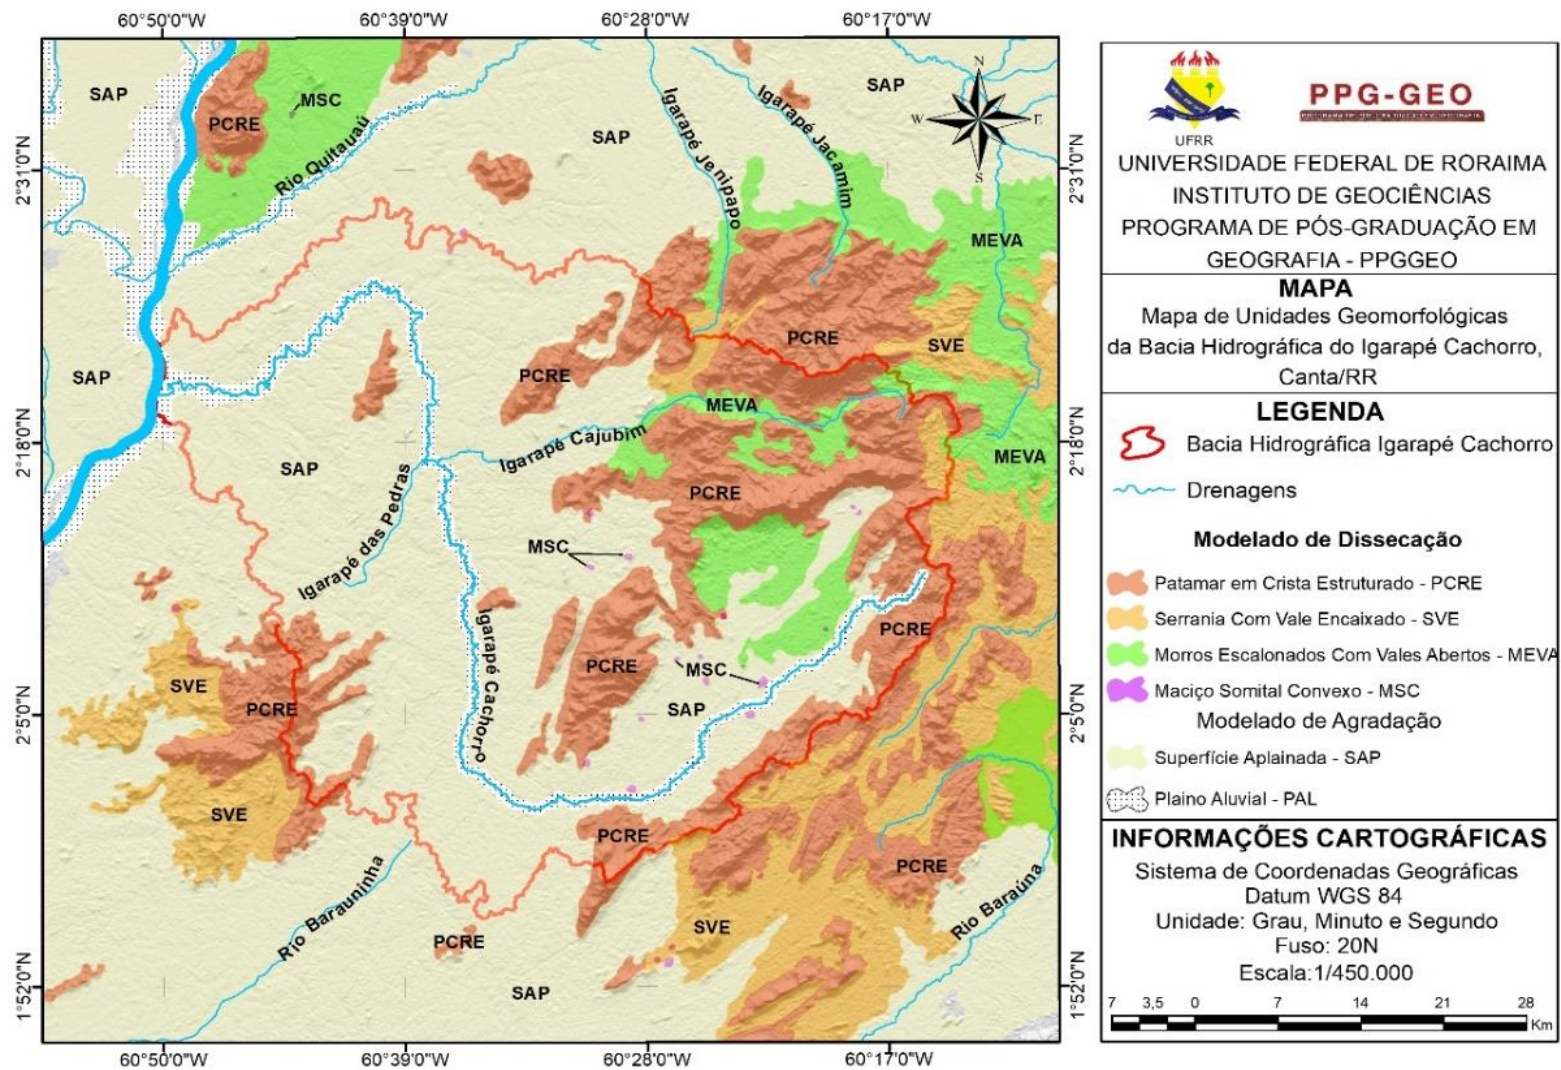 60°50'0"W 60°39'0"W 60°28'0"W 60°17'0"W
2°31'0"N
2°18'0"N
2°5'0"N
1°52'0"N
2°31'0"N
2°18'0"N
2°5'0"N
1°52'0"N
60°50'0"W 60°39'0"W 60°28'0"W 60°17'0"W
SAP
MSC
PCRE
Rio Quitauaú
SAP
Igarapé Jenipapo
Igarapé Jacamim
SAP
N
W E
S
MEVA
PCRE
SVE
SAP
PCRE
MEVA
Igarapé Cajubim
MEVA
SAP
Igarapé das Pedras
PCRE
MSC
Igarapé Cachorro
PCRE
PCRE
MSC
SAP
SVE
PCRE
SVE
PCRE
PCRE
Rio Barauninha
PCRE
SVE
Rio Baraúna
SAP
UFRR
PPG-GEO
UNIVERSIDADE FEDERAL DE RORAIMA
INSTITUTO DE GEOCIÊNCIAS
PROGRAMA DE PÓS-GRADUAÇÃO EM
GEOGRAFIA - PPGGEO
MAPA
Mapa de Unidades Geomorfológicas
da Bacia Hidrográfica do Igarapé Cachorro,
Canta/RR
LEGENDA
Bacia Hidrográfica Igarapé Cachorro
Drenagens
Modelado de Dissecação
Patamar em Crista Estruturado - PCRE
Serrania Com Vale Encaixado - SVE
Morros Escalonados Com Vales Abertos - MEVA
Maciço Somital Convexo - MSC
Modelado de Agradação
Superfície Aplainada - SAP
Plaino Aluvial - PAL
INFORMAÇÕES CARTOGRÁFICAS
Sistema de Coordenadas Geográficas
Datum WGS 84
Unidade: Grau, Minuto e Segundo
Fuso: 20N
Escala:1/450.000
7 3,5 0 7 14 21 28
Km